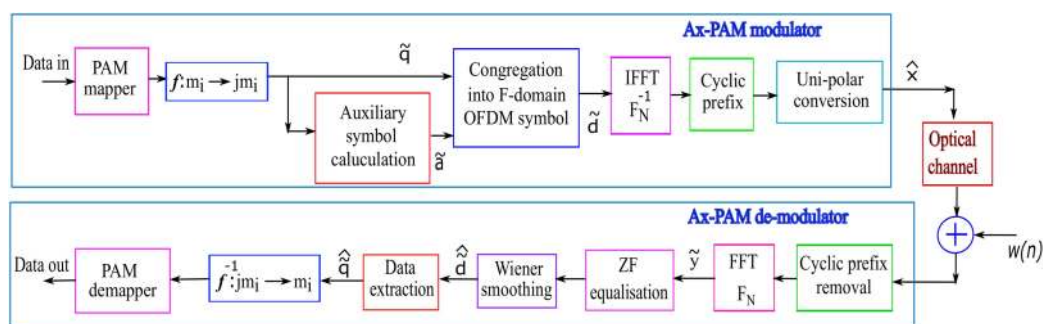 Ax-PAM modulator
Data in
PAM
mapper
f:mᵢ → jmᵢ
q̃
Auxiliary
symbol
caluculation
ã
Congregation
into F-domain
OFDM symbol
d̃
IFFT
F_N^-1
Cyclic
prefix
Uni-polar
conversion
x̂
Optical
channel
w(n)
Ax-PAM de-modulator
Data out
PAM
demapper
f^-1:jmᵢ → mᵢ
q̃̂
Data
extraction
d̃̂
Wiener
smoothing
ZF
equalisation
ỹ
FFT
F_N
Cyclic prefix
removal